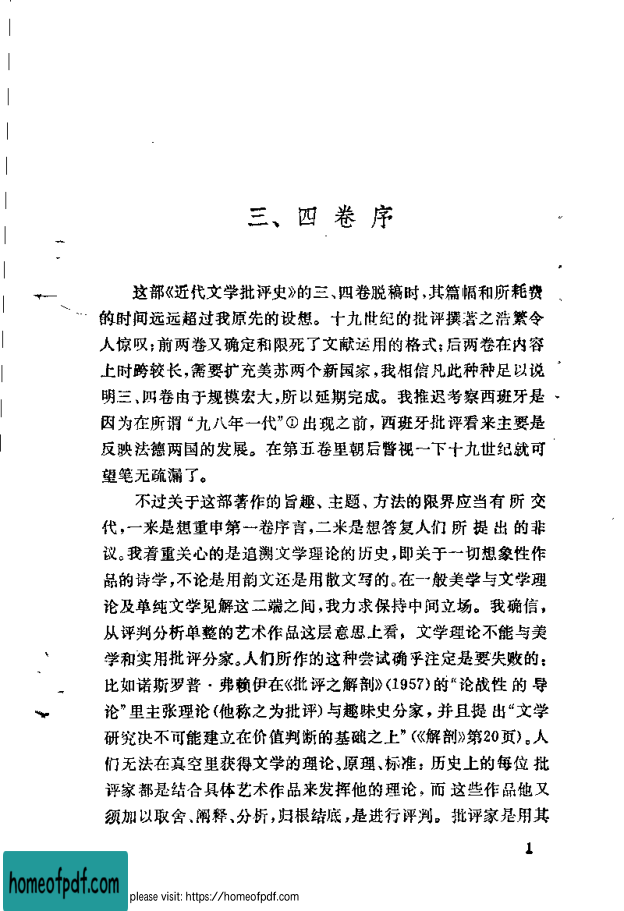 三、四卷序
这部《近代文学批评史》的三、四卷脱稿时,其篇幅和所耗费
的时间远远超过我原先的设想。十九世纪的批评撰著之浩繁令
人惊叹;前两卷又确定和限死了文献运用的格式;后两卷在内容
上时跨较长,需要扩充美苏两个新国家,我相信凡此种种足以说
明三、四卷由于规模宏大,所以延期完成。我推迟考察西班牙是
因为在所谓“九八年一代”①出现之前,西班牙批评看来主要是
反映法德两国的发展。在第五卷里朝后瞥视一下十九世纪就可
望笔无疏漏了。
不过关于这部著作的旨趣、主题、方法的界限应当有所交
代,一来是想重申第一卷序言,二来是想答复人们所提出的非
议。我着重关心的是追溯文学理论的历史,即关于一切想象性作
品的诗学,不论是用韵文还是用散文写的。在一般美学与文学理
论及单纯文学见解这二端之间,我力求保持中间立场。我确信,
从评判分析单整的艺术作品这层意思上看,文学理论不能与美
学和实用批评分家。人们所作的这种尝试确乎注定是要失败的:
比如诺斯罗普·弗赖伊在《批评之解剖》(1957)的“论战性的导
论”里主张理论(他称之为批评)与趣味史分家,并且提出“文学
研究决不可能建立在价值判断的基础之上”(《解剖》第20页)。人
们无法在真空里获得文学的理论、原理、标准:历史上的每位批
评家都是结合具体艺术作品来发挥他的理论,而这些作品他又
须加以取舍、阐释、分析,归根结底,是进行评判。批评家是用其
1
homeofpdf.com
please visit: https://homeofpdf.com